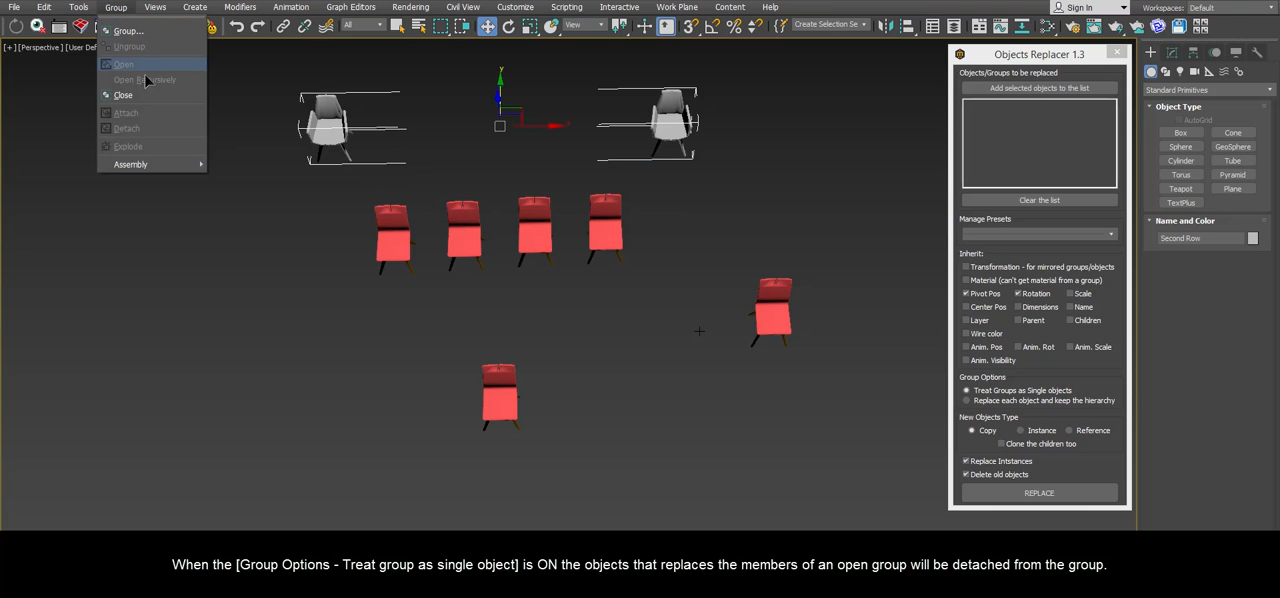 File Edit Tools Group Views Create Modifiers Animation Graph Editors Rendering Civil View Customize Scripting Interactive Work Plane Content Help
Sign In
Workspaces: Default
All
View
Create Selection Se
[+] [Perspective] [User Def
Group...
Ungroup
Open
Open Recursively
Close
Attach
Detach
Explode
Assembly
y
Objects Replacer 1.3
Objects/Groups to be replaced
Add selected objects to the list
Clear the list
Manage Presets
Inherit:
Transformation - for mirrored groups/objects
Material (can't get material from a group)
Pivot Pos Rotation Scale
Center Pos Dimensions Name
Layer Parent Children
Wire color
Anim. Pos Anim. Rot Anim. Scale
Anim. Visibility
Group Options
Treat Groups as Single objects
Replace each object and keep the hierarchy
New Objects Type
Copy Instance Reference
Clone the children too
Replace Intstances
Delete old objects
REPLACE
Standard Primitives
Object Type
AutoGrid
Box Cone
Sphere GeoSphere
Cylinder Tube
Torus Pyramid
Teapot Plane
TextPlus
Name and Color
Second Row
When the [Group Options - Treat group as single object] is ON the objects that replaces the members of an open group will be detached from the group.